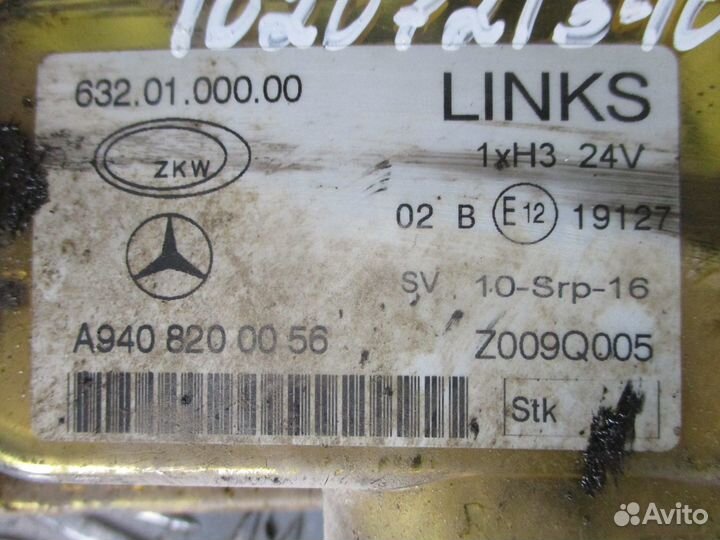 632.01.000.00
LINKS
ZKW
1xH3 24V
02 B E12 19127
SV 10-Srp-16
A940 820 00 56
Z009Q005
Stk
Avito